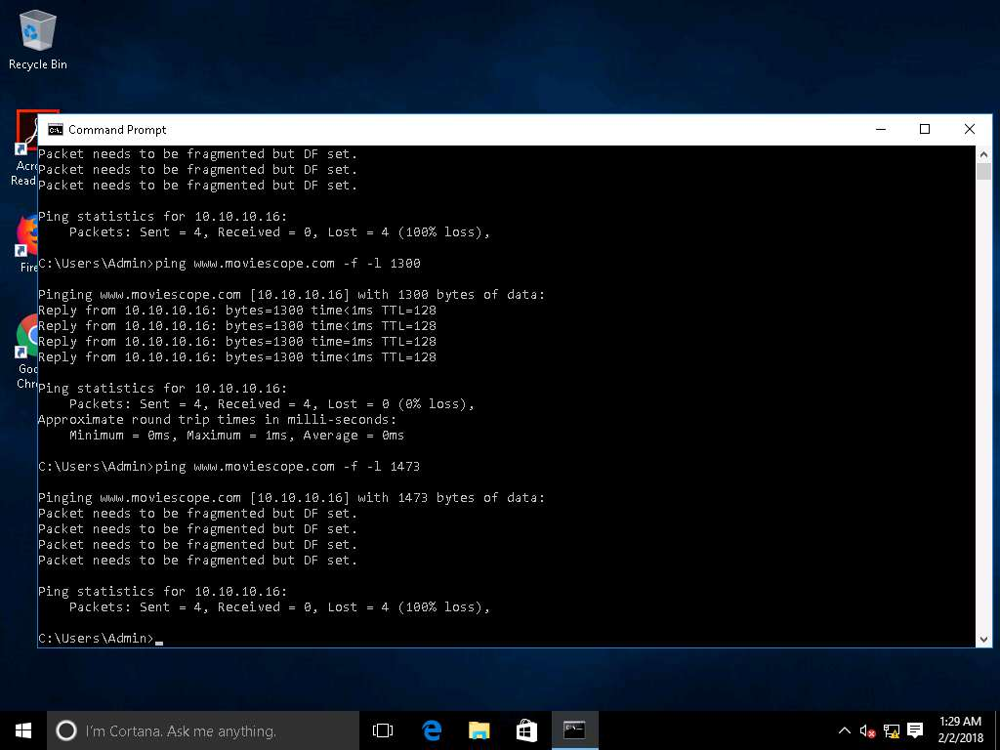 Recycle Bin
Command Prompt
Packet needs to be fragmented but DF set.
Packet needs to be fragmented but DF set.
Packet needs to be fragmented but DF set.
Ping statistics for 10.10.10.16:
Packets: Sent = 4, Received = 0, Lost = 4 (100% loss),
C:\Users\Admin>ping www.moviescope.com -f -l 1300
Pinging www.moviescope.com [10.10.10.16] with 1300 bytes of data:
Reply from 10.10.10.16: bytes=1300 time<1ms TTL=128
Reply from 10.10.10.16: bytes=1300 time<1ms TTL=128
Reply from 10.10.10.16: bytes=1300 time=1ms TTL=128
Reply from 10.10.10.16: bytes=1300 time<1ms TTL=128
Ping statistics for 10.10.10.16:
Packets: Sent = 4, Received = 4, Lost = 0 (0% loss),
Approximate round trip times in milli-seconds:
Minimum = 0ms, Maximum = 1ms, Average = 0ms
C:\Users\Admin>ping www.moviescope.com -f -l 1473
Pinging www.moviescope.com [10.10.10.16] with 1473 bytes of data:
Packet needs to be fragmented but DF set.
Packet needs to be fragmented but DF set.
Packet needs to be fragmented but DF set.
Packet needs to be fragmented but DF set.
Ping statistics for 10.10.10.16:
Packets: Sent = 4, Received = 0, Lost = 4 (100% loss),
C:\Users\Admin>
Acro
Read
Fire
Goo
Chr
I'm Cortana. Ask me anything.
1:29 AM
2/2/2018